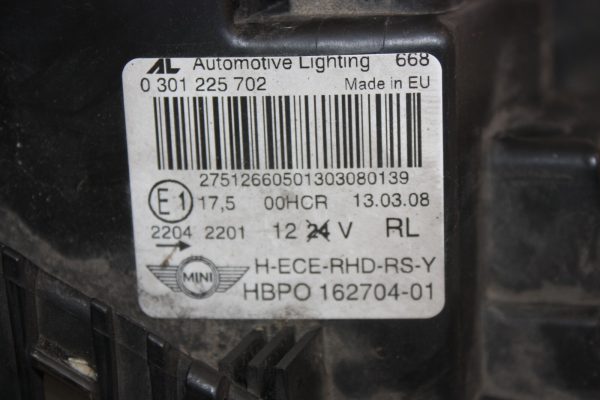 AL Automotive Lighting 668
0 301 225 702 Made in EU
27512660501303080139
E1 17,5 00HCR 13.03.08
2204 2201 12 24 V RL
MINI H-ECE-RHD-RS-Y
HBPO 162704-01